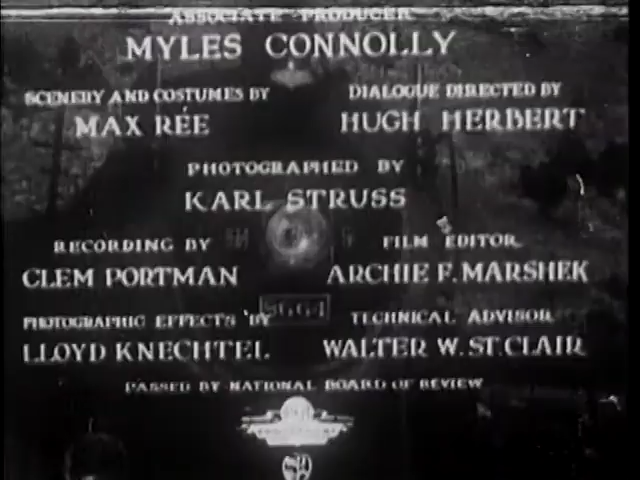 ASSOCIATE PRODUCER
MYLES CONNOLLY
SCENERY AND COSTUMES BY
MAX RÉE
DIALOGUE DIRECTED BY
HUGH HERBERT
PHOTOGRAPHED BY
KARL STRUSS
RECORDING BY
CLEM PORTMAN
FILM EDITOR
ARCHIE F. MARSHEK
PHOTOGRAPHIC EFFECTS BY
LLOYD KNECHTEL
TECHNICAL ADVISOR
WALTER W. ST. CLAIR
PASSED BY NATIONAL BOARD OF REVIEW